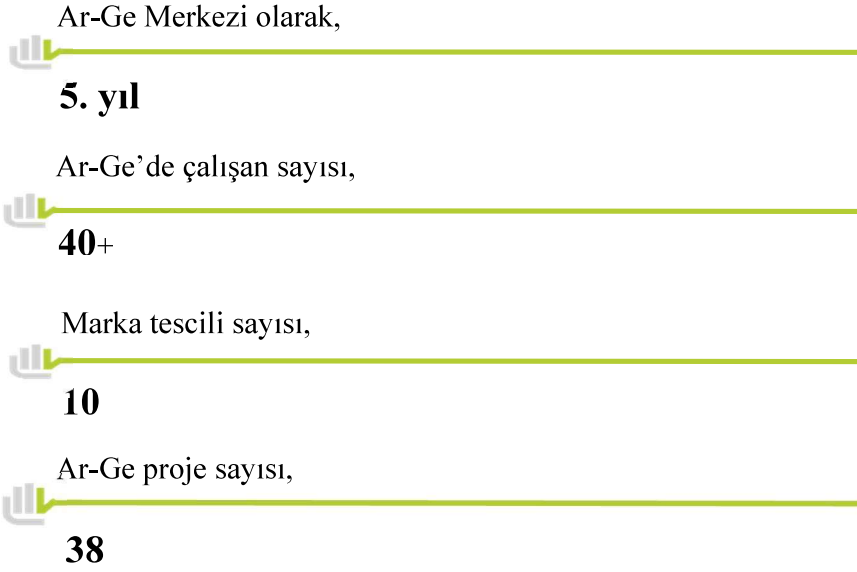 Ar-Ge Merkezi olarak,
5. yıl
Ar-Ge’de çalışan sayısı,
40+
Marka tescili sayısı,
10
Ar-Ge proje sayısı,
38